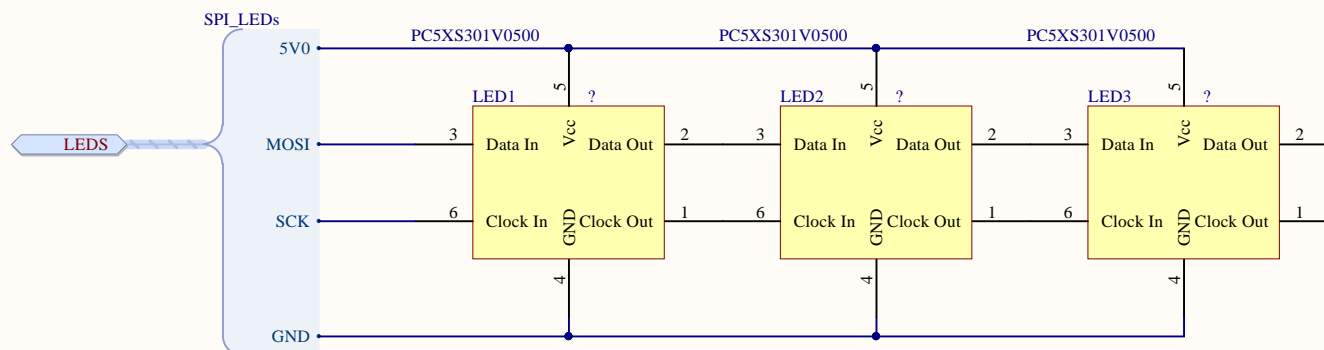 SPI_LEDs
5V0 PC5XS301V0500 PC5XS301V0500 PC5XS301V0500
5 5 5
LED1 ? LED2 ? LED3 ?
LEDS MOSI 3 Data In Vcc Data Out 2 3 Data In Vcc Data Out 2 3 Data In Vcc Data Out 2
SCK 6 Clock In GND Clock Out 1 6 Clock In GND Clock Out 1 6 Clock In GND Clock Out 1
4 4 4
GND